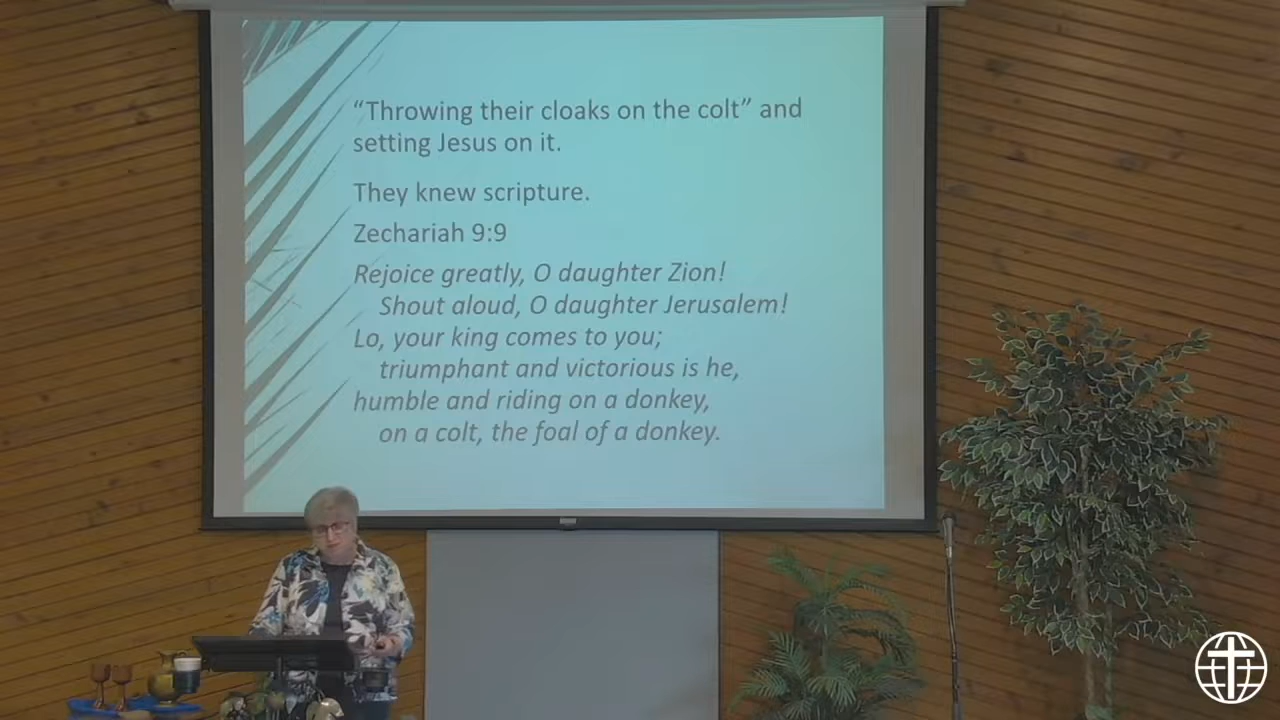 “Throwing their cloaks on the colt” and
setting Jesus on it.
They knew scripture.
Zechariah 9:9
Rejoice greatly, O daughter Zion!
Shout aloud, O daughter Jerusalem!
Lo, your king comes to you;
triumphant and victorious is he,
humble and riding on a donkey,
on a colt, the foal of a donkey.